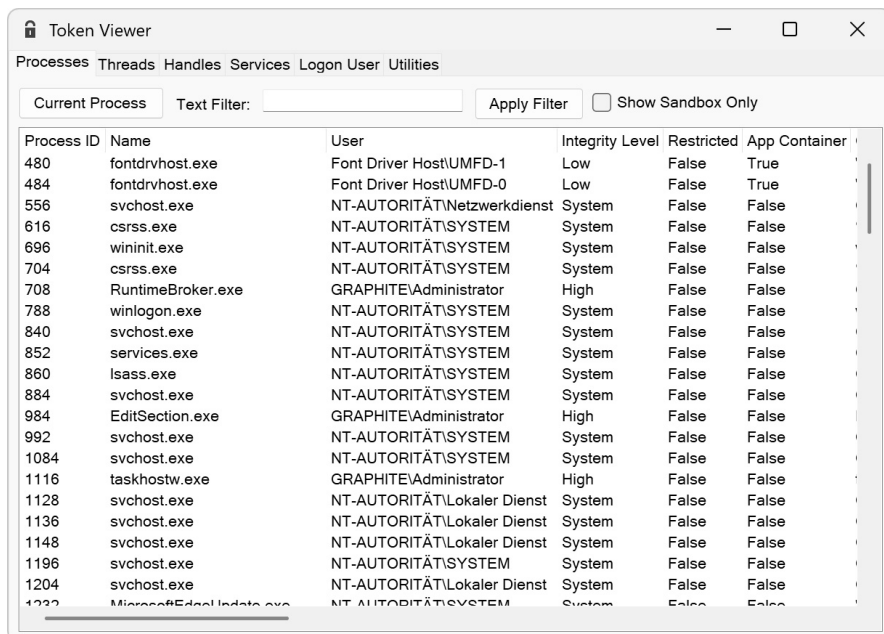 Token Viewer
Processes Threads Handles Services Logon User Utilities
Current Process Text Filter: Apply Filter Show Sandbox Only
Process ID Name User Integrity Level Restricted App Container
480 fontdrvhost.exe Font Driver Host\UMFD-1 Low False True
484 fontdrvhost.exe Font Driver Host\UMFD-0 Low False True
556 svchost.exe NT-AUTORITÄT\Netzwerkdienst System False False
616 csrss.exe NT-AUTORITÄT\SYSTEM System False False
696 wininit.exe NT-AUTORITÄT\SYSTEM System False False
704 csrss.exe NT-AUTORITÄT\SYSTEM System False False
708 RuntimeBroker.exe GRAPHITE\Administrator High False False
788 winlogon.exe NT-AUTORITÄT\SYSTEM System False False
840 svchost.exe NT-AUTORITÄT\SYSTEM System False False
852 services.exe NT-AUTORITÄT\SYSTEM System False False
860 lsass.exe NT-AUTORITÄT\SYSTEM System False False
884 svchost.exe NT-AUTORITÄT\SYSTEM System False False
984 EditSection.exe GRAPHITE\Administrator High False False
992 svchost.exe NT-AUTORITÄT\SYSTEM System False False
1084 svchost.exe NT-AUTORITÄT\SYSTEM System False False
1116 taskhostw.exe GRAPHITE\Administrator High False False
1128 svchost.exe NT-AUTORITÄT\Lokaler Dienst System False False
1136 svchost.exe NT-AUTORITÄT\Lokaler Dienst System False False
1148 svchost.exe NT-AUTORITÄT\Lokaler Dienst System False False
1196 svchost.exe NT-AUTORITÄT\SYSTEM System False False
1204 svchost.exe NT-AUTORITÄT\Lokaler Dienst System False False
1232 MicrosoftEdgeUpdate.exe NT-AUTORITÄT\SYSTEM System False False